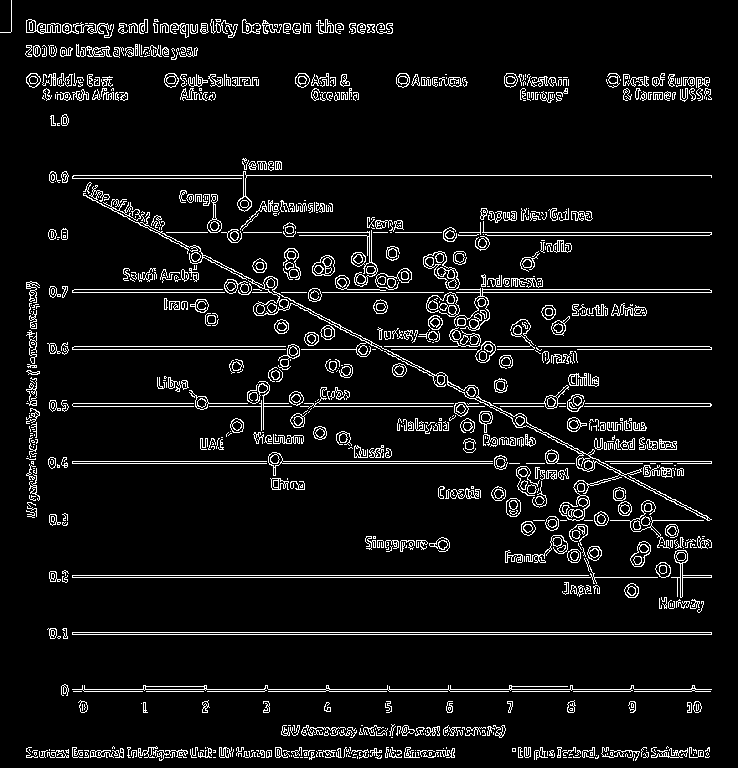 Democracy and inequality between the sexes
2010 or latest available year
Middle East & north Africa
Sub-Saharan Africa
Asia & Oceania
Americas
Western Europe*
Rest of Europe & former USSR
1.0
0.9
0.8
0.7
0.6
0.5
0.4
0.3
0.2
0.1
0
UN gender-inequality index (1=most unequal)
Line of best fit
Yemen
Congo
Afghanistan
Kenya
Papua New Guinea
India
Saudi Arabia
Indonesia
Iran
South Africa
Turkey
Brazil
Libya
Cuba
Chile
UAE
Vietnam
Russia
Malaysia
Romania
Mauritius
United States
China
Israel
Britain
Croatia
Singapore
France
Australia
Japan
Norway
0 1 2 3 4 5 6 7 8 9 10
EIU democracy index (10=most democratic)
Sources: Economist Intelligence Unit; UN Human Development Report; The Economist
*EU plus Iceland, Norway & Switzerland